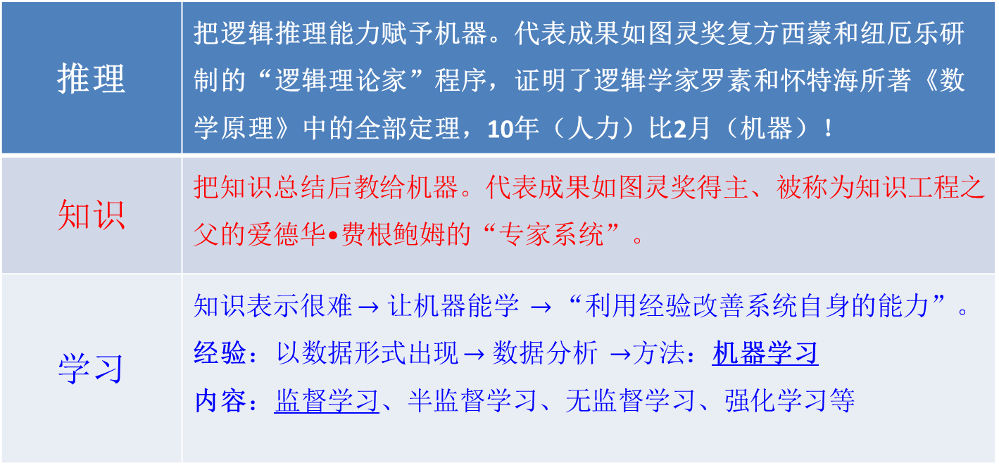 推理
把逻辑推理能力赋予机器。代表成果如图灵奖复方西蒙和纽厄乐研
制的“逻辑理论家”程序，证明了逻辑学家罗素和怀特海所著《数
学原理》中的全部定理，10年（人力）比2月（机器）！
知识
把知识总结后教给机器。代表成果如图灵奖得主、被称为知识工程之
父的爱德华•费根鲍姆的“专家系统”。
学习
知识表示很难→让机器能学 → “利用经验改善系统自身的能力”。
经验：以数据形式出现→ 数据分析 →方法：机器学习
内容：监督学习、半监督学习、无监督学习、强化学习等